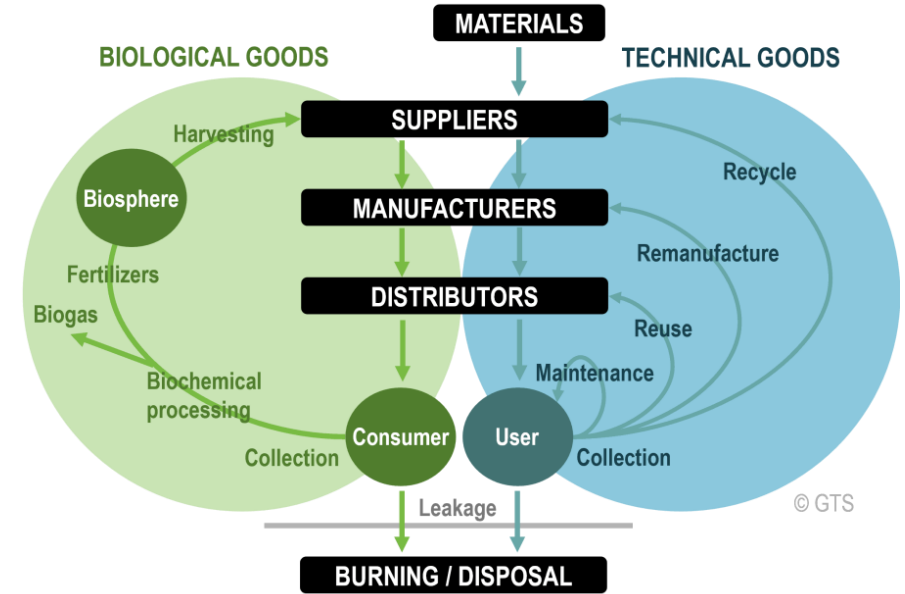 MATERIALS
BIOLOGICAL GOODS
TECHNICAL GOODS
SUPPLIERS
Harvesting
Recycle
Biosphere
MANUFACTURERS
Remanufacture
Fertilizers
DISTRIBUTORS
Biogas
Reuse
Maintenance
Biochemical
processing
Consumer
User
Collection
Collection
Leakage
© GTS
BURNING / DISPOSAL